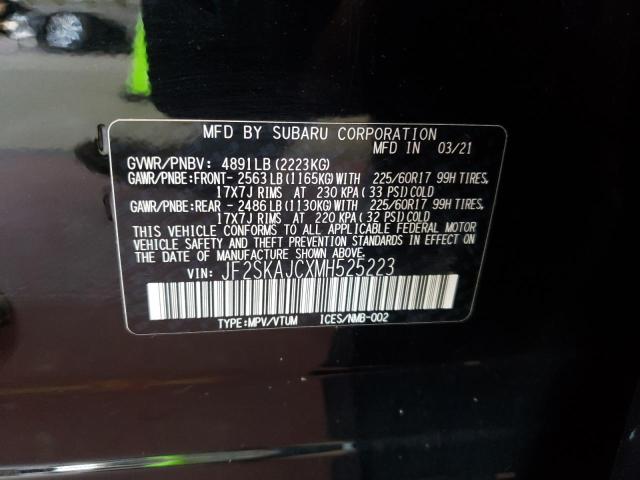 MFD BY SUBARU CORPORATION
MFD IN 03/21
GVWR/PNBV: 4891LB(2223KG)
GAWR/PNBE:FRONT-2563LB(1165KG)WITH 225/60R17 99H TIRES,
17X7J RIMS AT 230 KPA(33 PSI)COLD
GAWR/PNBE:REAR -2486LB(1130KG)WITH 225/60R17 99H TIRES,
17X7J RIMS AT 220 KPA(32 PSI)COLD
THIS VEHICLE CONFORMS TO ALL APPLICABLE FEDERAL MOTOR
VEHICLE SAFETY AND THEFT PREVENTION STANDARDS IN EFFECT ON
THE DATE OF MANUFACTURE SHOWN ABOVE.
VIN: JF2SKAJCXMH525223
TYPE:MPV/VTUM ICES/NMB-002